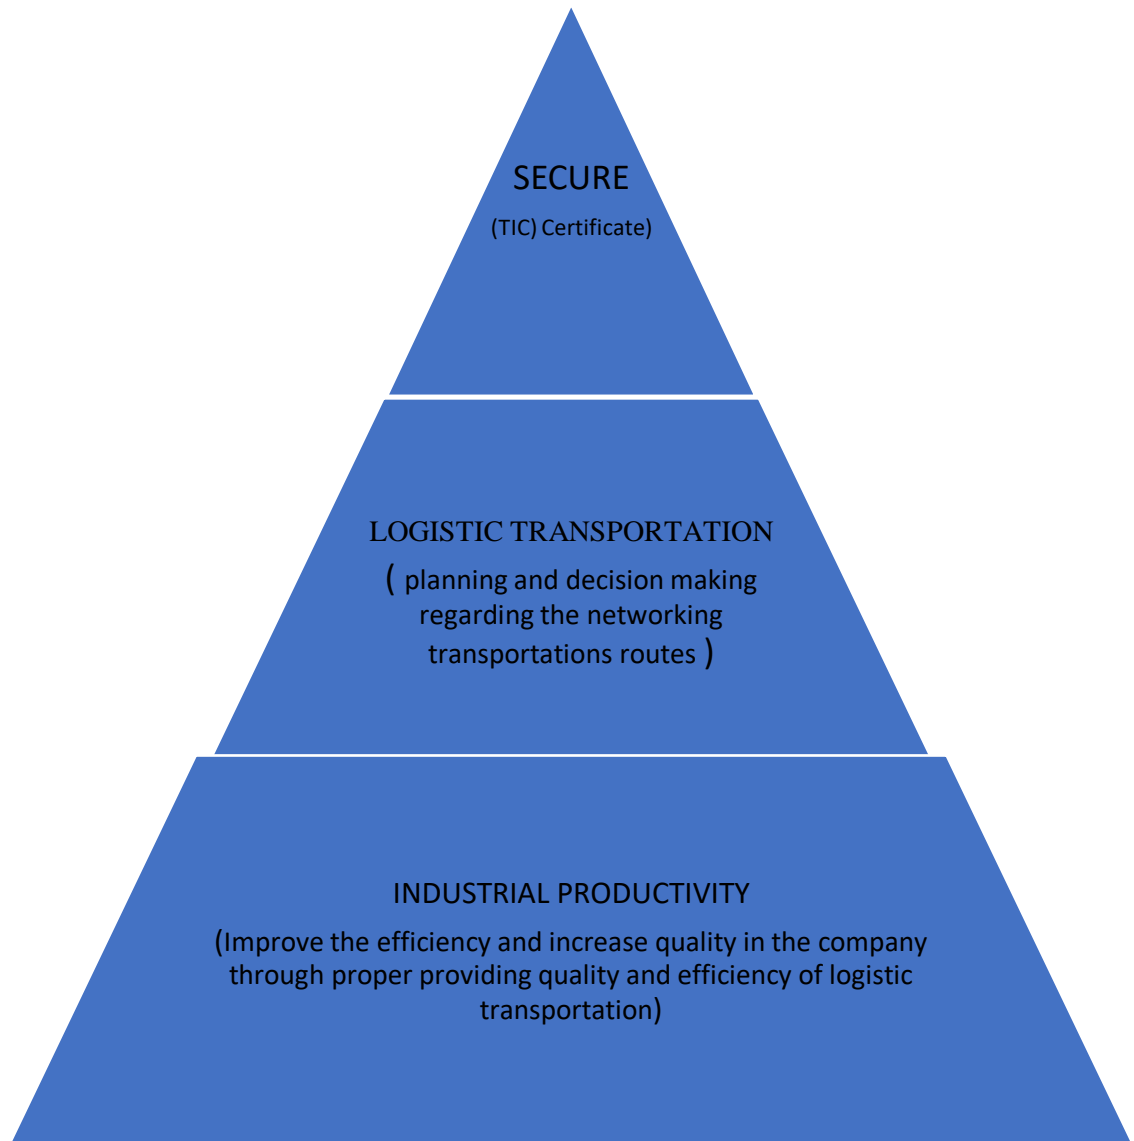 SECURE
(TIC) Certificate)
LOGISTIC TRANSPORTATION
( planning and decision making
regarding the networking
transportations routes )
INDUSTRIAL PRODUCTIVITY
(Improve the efficiency and increase quality in the company
through proper providing quality and efficiency of logistic
transportation)